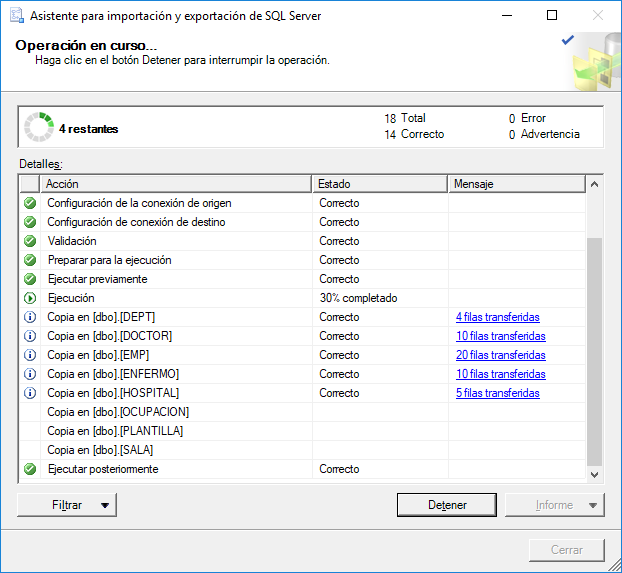 Asistente para importación y exportación de SQL Server
Operación en curso...
Haga clic en el botón Detener para interrumpir la operación.
4 restantes
18 Total 0 Error
14 Correcto 0 Advertencia
Detalles:
Acción Estado Mensaje
Configuración de la conexión de origen Correcto
Configuración de conexión de destino Correcto
Validación Correcto
Preparar para la ejecución Correcto
Ejecutar previamente Correcto
Ejecución 30% completado
Copia en [dbo].[DEPT] Correcto 4 filas transferidas
Copia en [dbo].[DOCTOR] Correcto 10 filas transferidas
Copia en [dbo].[EMP] Correcto 20 filas transferidas
Copia en [dbo].[ENFERMO] Correcto 10 filas transferidas
Copia en [dbo].[HOSPITAL] Correcto 5 filas transferidas
Copia en [dbo].[OCUPACION]
Copia en [dbo].[PLANTILLA]
Copia en [dbo].[SALA]
Ejecutar posteriormente Correcto
Filtrar Detener Informe
Cerrar